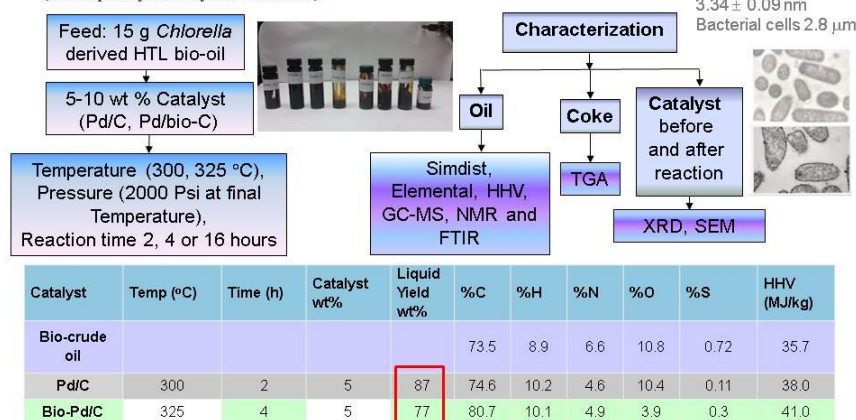 3.34 ± 0.09 nm
Bacterial cells 2.8 μm
Feed: 15 g Chlorella
derived HTL bio-oil
5-10 wt % Catalyst
(Pd/C, Pd/bio-C)
Temperature (300, 325 °C),
Pressure (2000 Psi at final
Temperature),
Reaction time 2, 4 or 16 hours
Characterization
Oil
Coke
Catalyst
before
and after
reaction
Simdist,
Elemental, HHV,
GC-MS, NMR and
FTIR
TGA
XRD, SEM
Catalyst Temp (°C) Time (h) Catalyst wt% Liquid Yield wt% %C %H %N %O %S HHV (MJ/kg)
Bio-crude oil 73.5 8.9 6.6 10.8 0.72 35.7
Pd/C 300 2 5 87 74.6 10.2 4.6 10.4 0.11 38.0
Bio-Pd/C 325 4 5 77 80.7 10.1 4.9 3.9 0.3 41.0